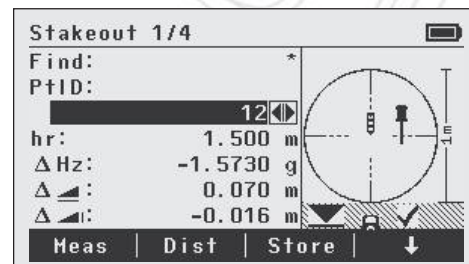 Stakeout 1/4
Find: *
PtID:
12
hr: 1.500 m
ΔHz: -1.5730 g
Δ : 0.070 m
Δ : -0.016 m
1m
Meas | Dist | Store | ↓